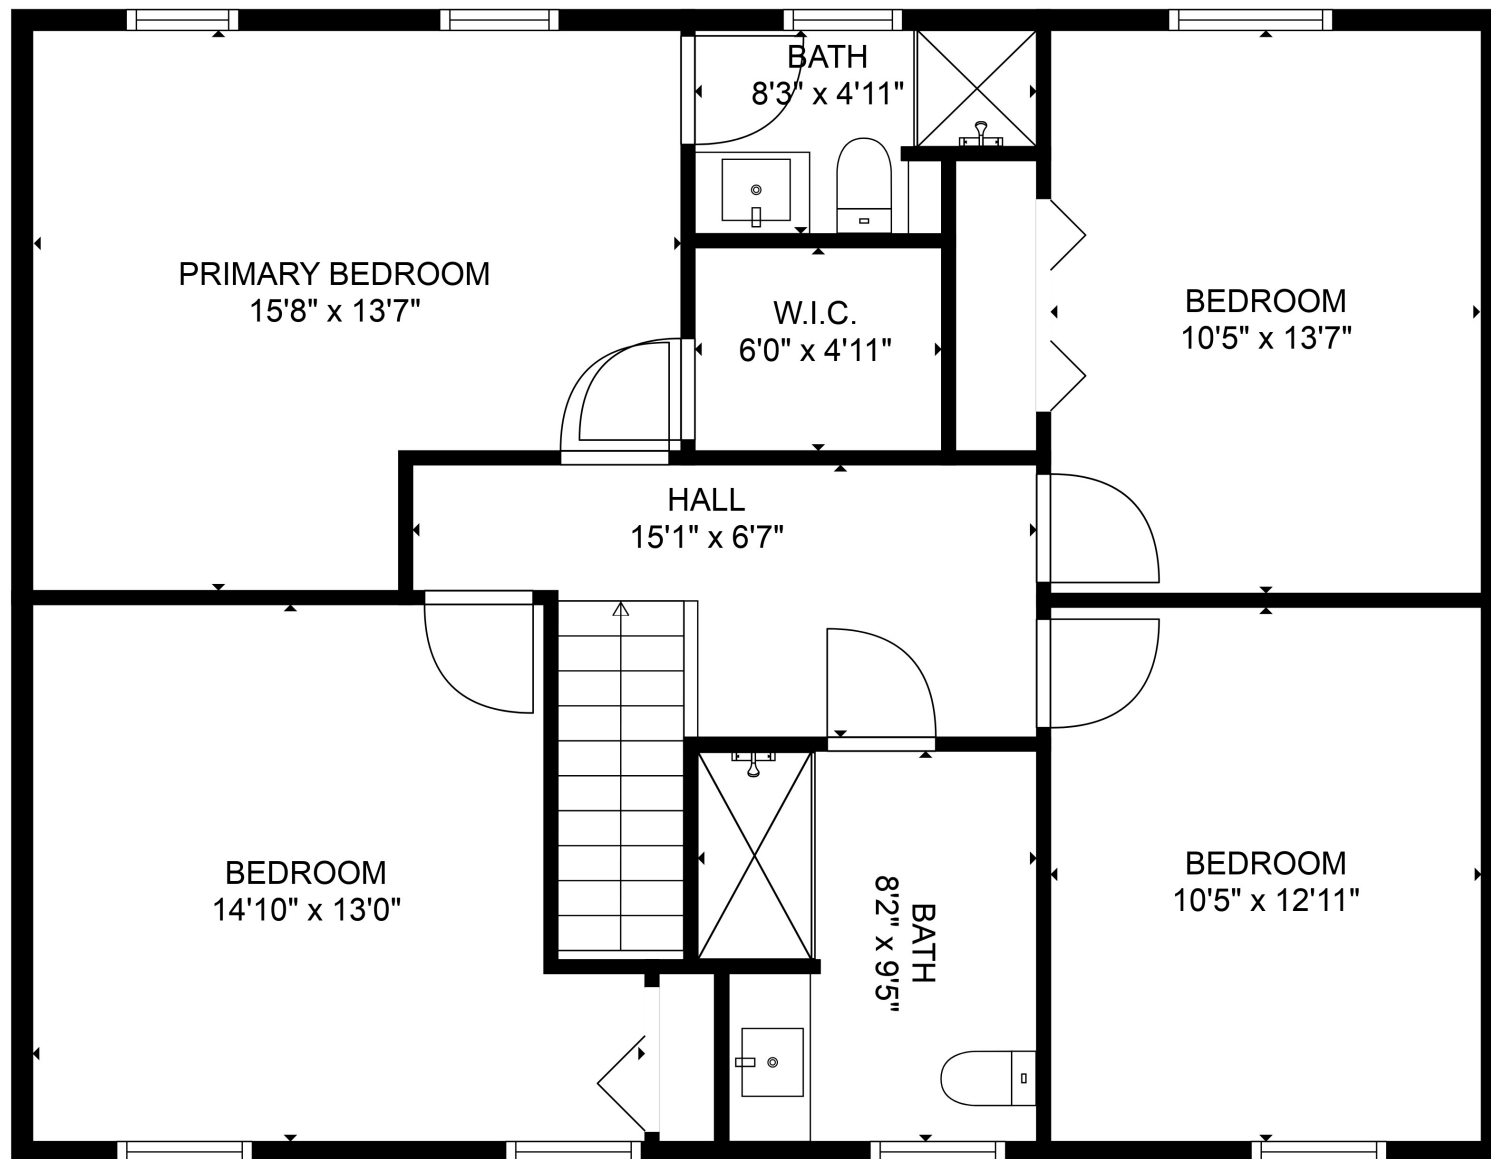 BATH
8'3" x 4'11"
PRIMARY BEDROOM
15'8" x 13'7"
W.I.C.
6'0" x 4'11"
BEDROOM
10'5" x 13'7"
HALL
15'1" x 6'7"
BEDROOM
14'10" x 13'0"
BATH
8'2" x 9'5"
BEDROOM
10'5" x 12'11"